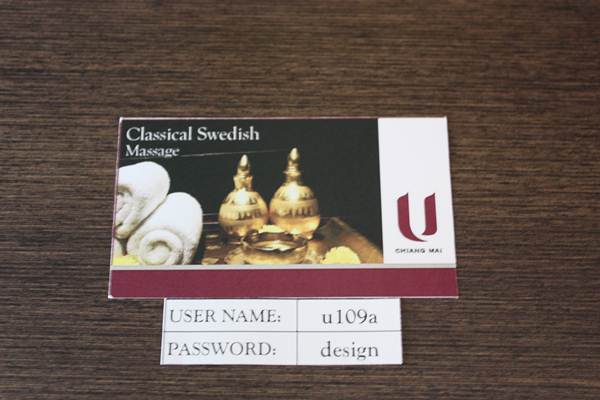 Classical Swedish
Massage
U
CHIANG MAI
USER NAME: u109a
PASSWORD: design